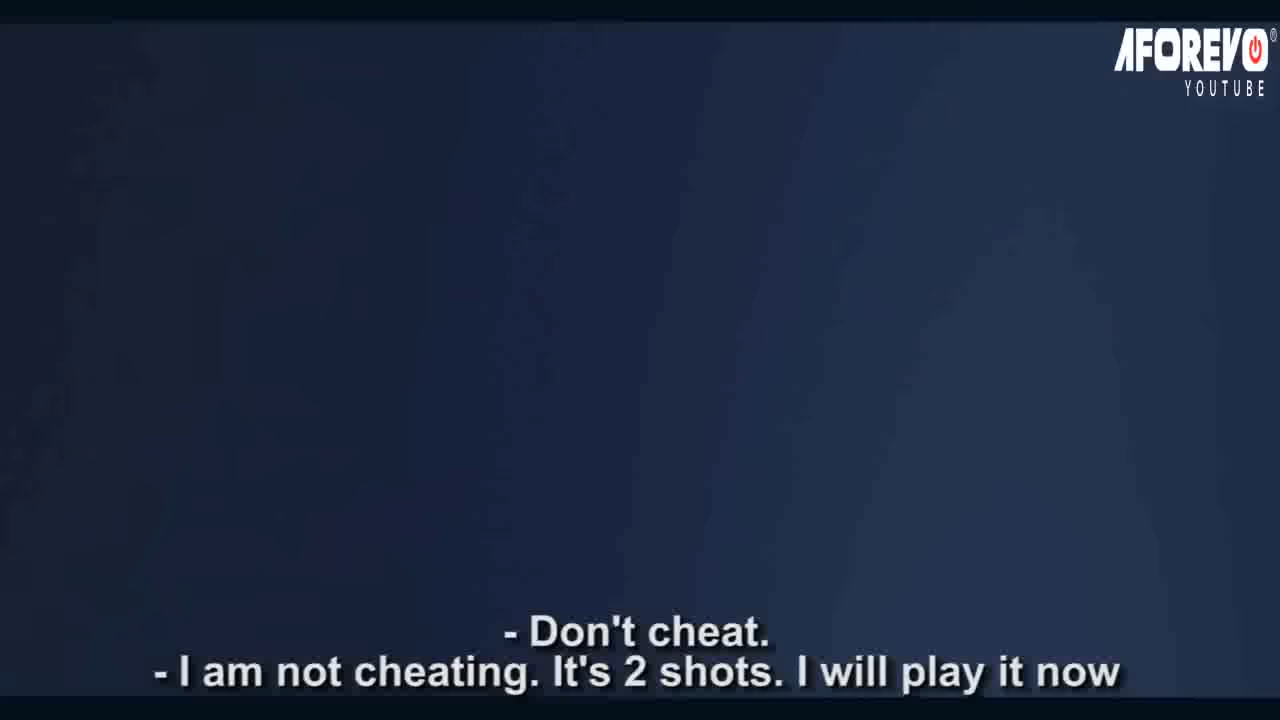 AFOREVO®
YOUTUBE
- Don't cheat.
- I am not cheating. It's 2 shots. I will play it now